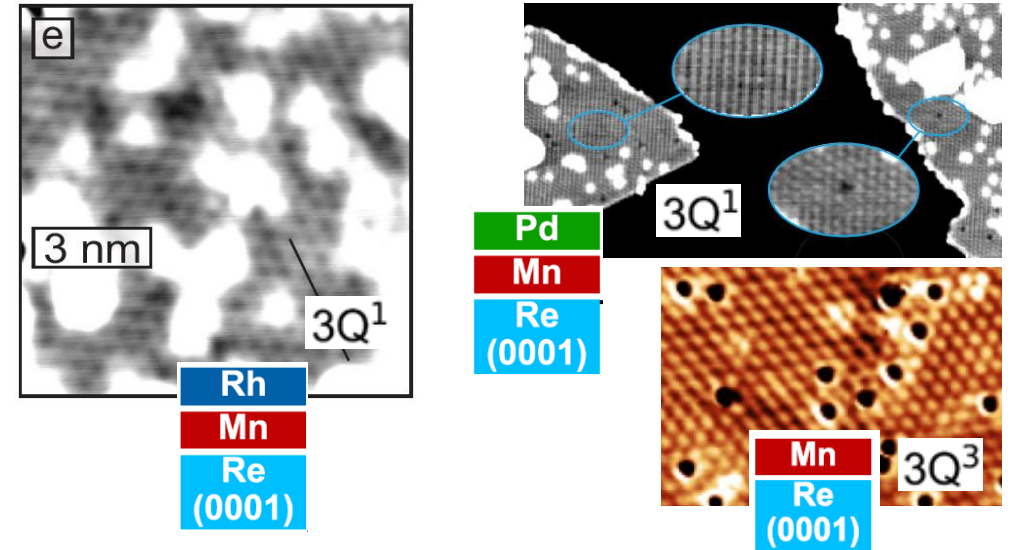 e
3 nm
3Q¹
Rh
Mn
Re
(0001)
3Q¹
Pd
Mn
Re
(0001)
3Q³
Mn
Re
(0001)